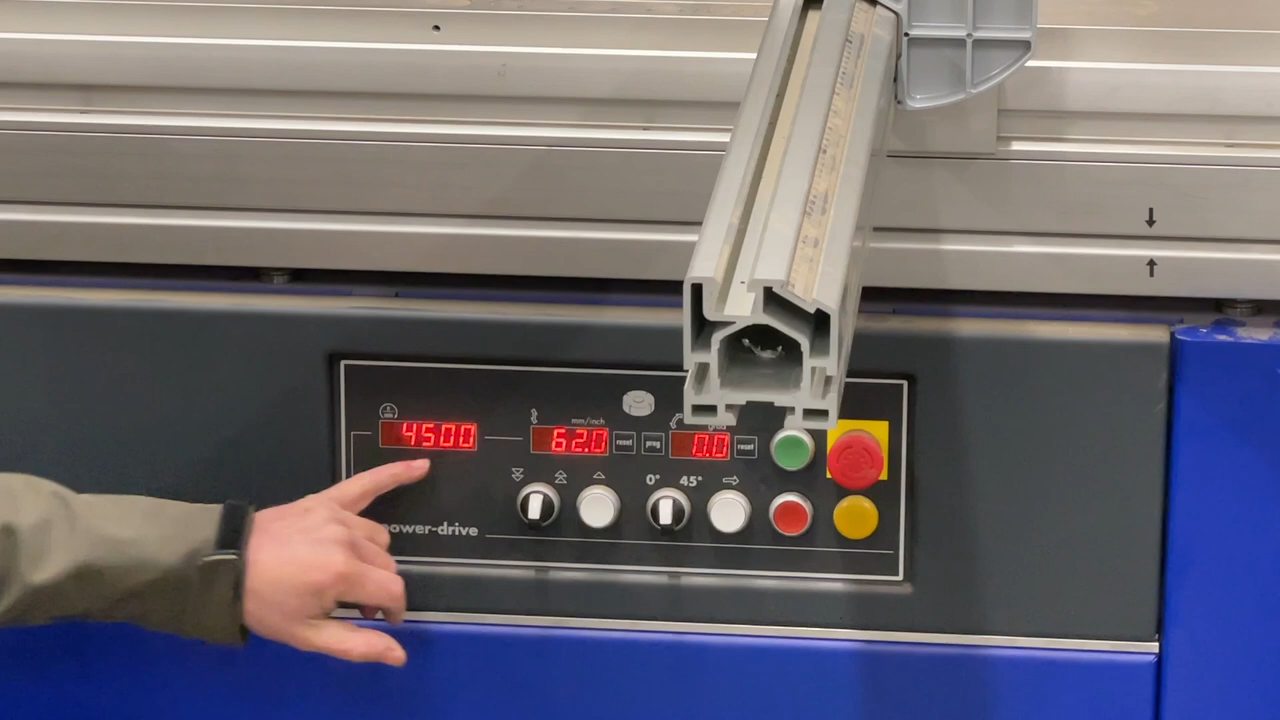 mm/inch
grad
4500
62.0
reset
prog
0.0
reset
0° 45°
power-drive